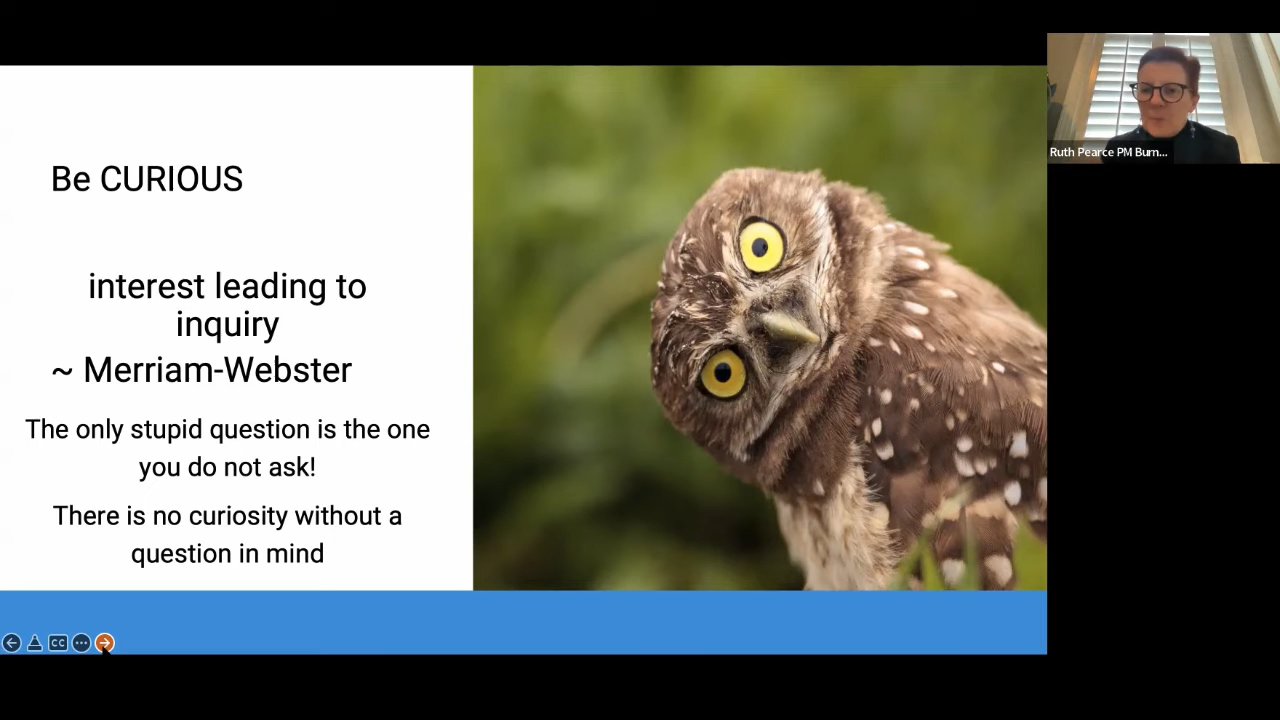 Be CURIOUS
interest leading to
inquiry
~ Merriam-Webster
The only stupid question is the one
you do not ask!
There is no curiosity without a
question in mind
Ruth Pearce PM Burn...
CC